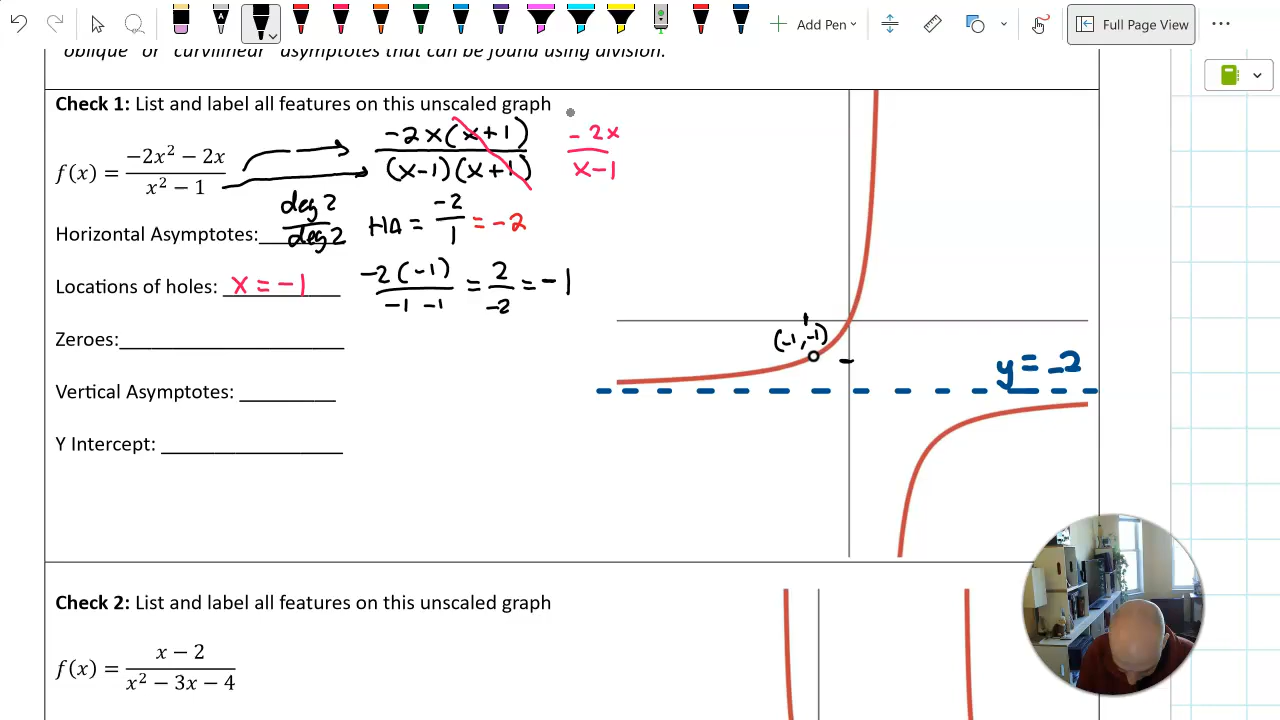 Add Pen
Full Page View
"oblique" or "curvilinear" asymptotes that can be found using division.
Check 1: List and label all features on this unscaled graph
f(x) = (-2x² − 2x)/(x² − 1)
-2x(x+1)
(x-1)(x+1)
-2x
x-1
Horizontal Asymptotes:
deg 2
deg 2
HA = -2/1 = -2
Locations of holes: x = -1
-2(-1)/(-1 -1) = 2/-2 = -1
Zeroes:
Vertical Asymptotes:
Y Intercept:
(-1,-1)
y = -2
Check 2: List and label all features on this unscaled graph
f(x) = (x − 2)/(x² − 3x − 4)